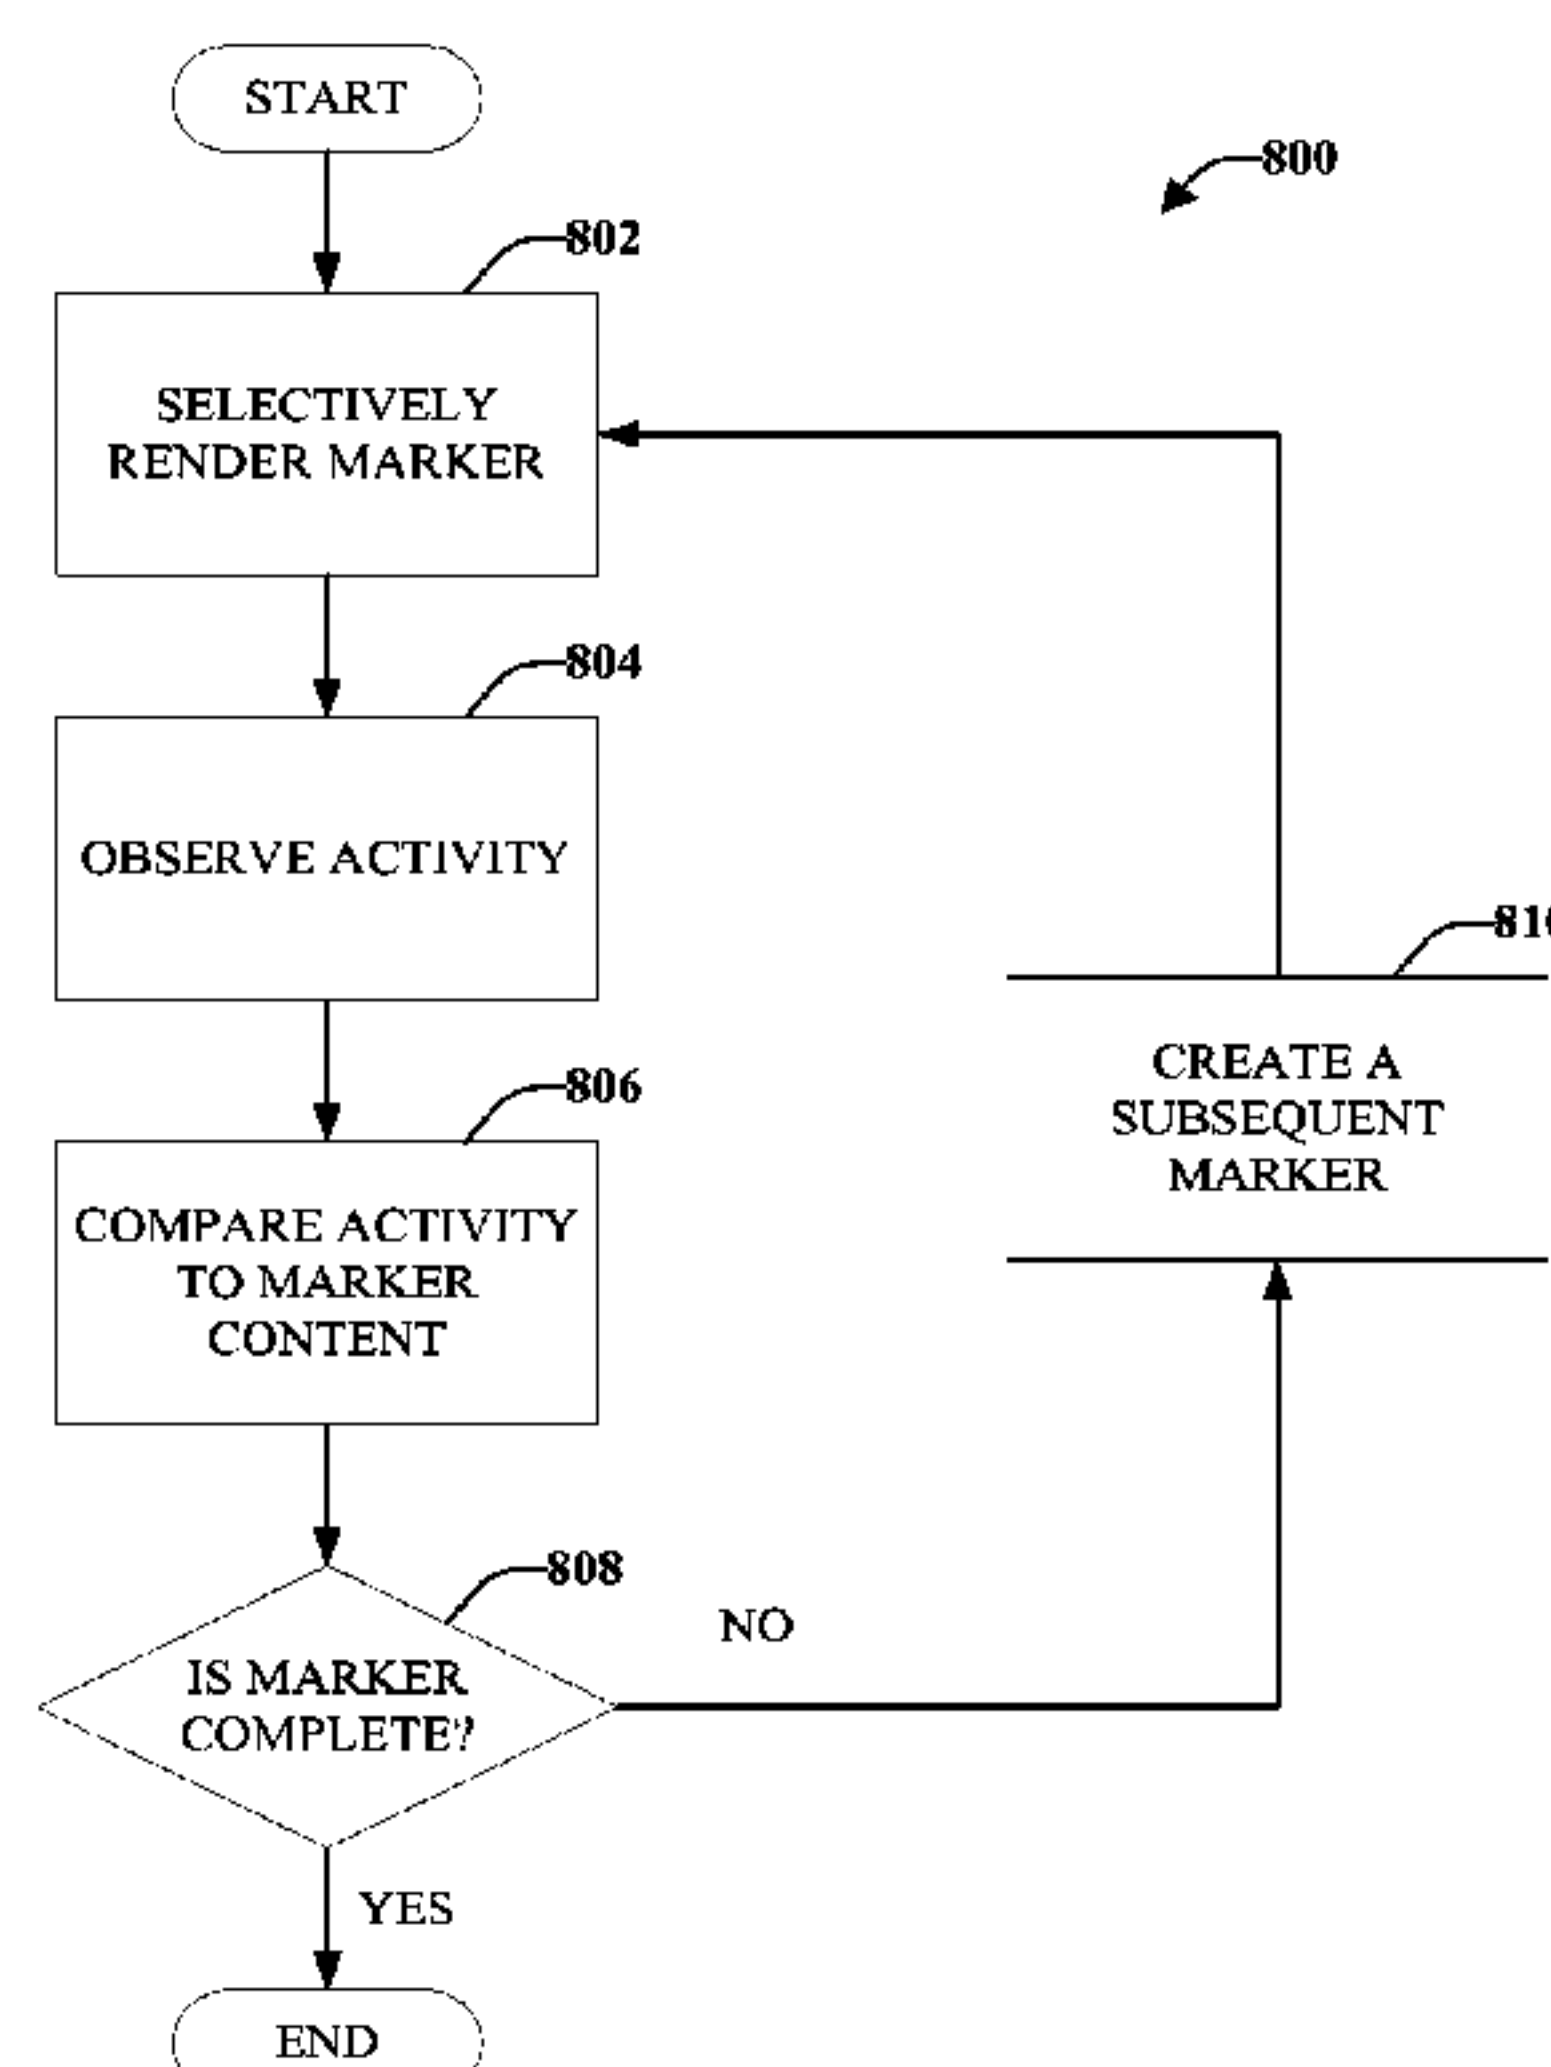 START
800
802
SELECTIVELY
RENDER MARKER
804
OBSERVE ACTIVITY
806
COMPARE ACTIVITY
TO MARKER
CONTENT
CREATE A
SUBSEQUENT
MARKER
808
NO
IS MARKER
COMPLETE?
YES
END